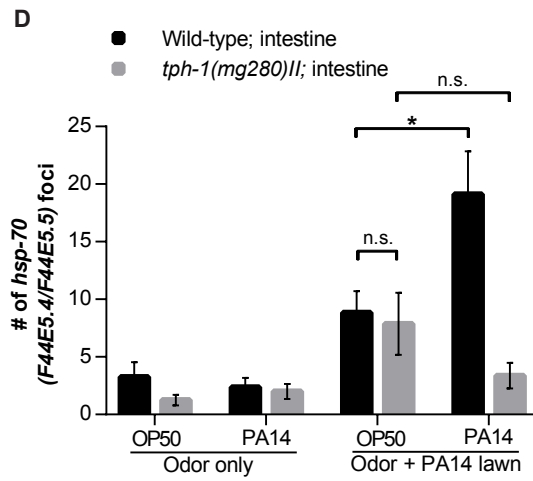 D
Wild-type; intestine
tph-1(mg280)II; intestine
n.s.
*
n.s.
# of hsp-70
(F44E5.4/F44E5.5) foci
25
20
15
10
5
0
OP50 PA14 OP50 PA14
Odor only Odor + PA14 lawn